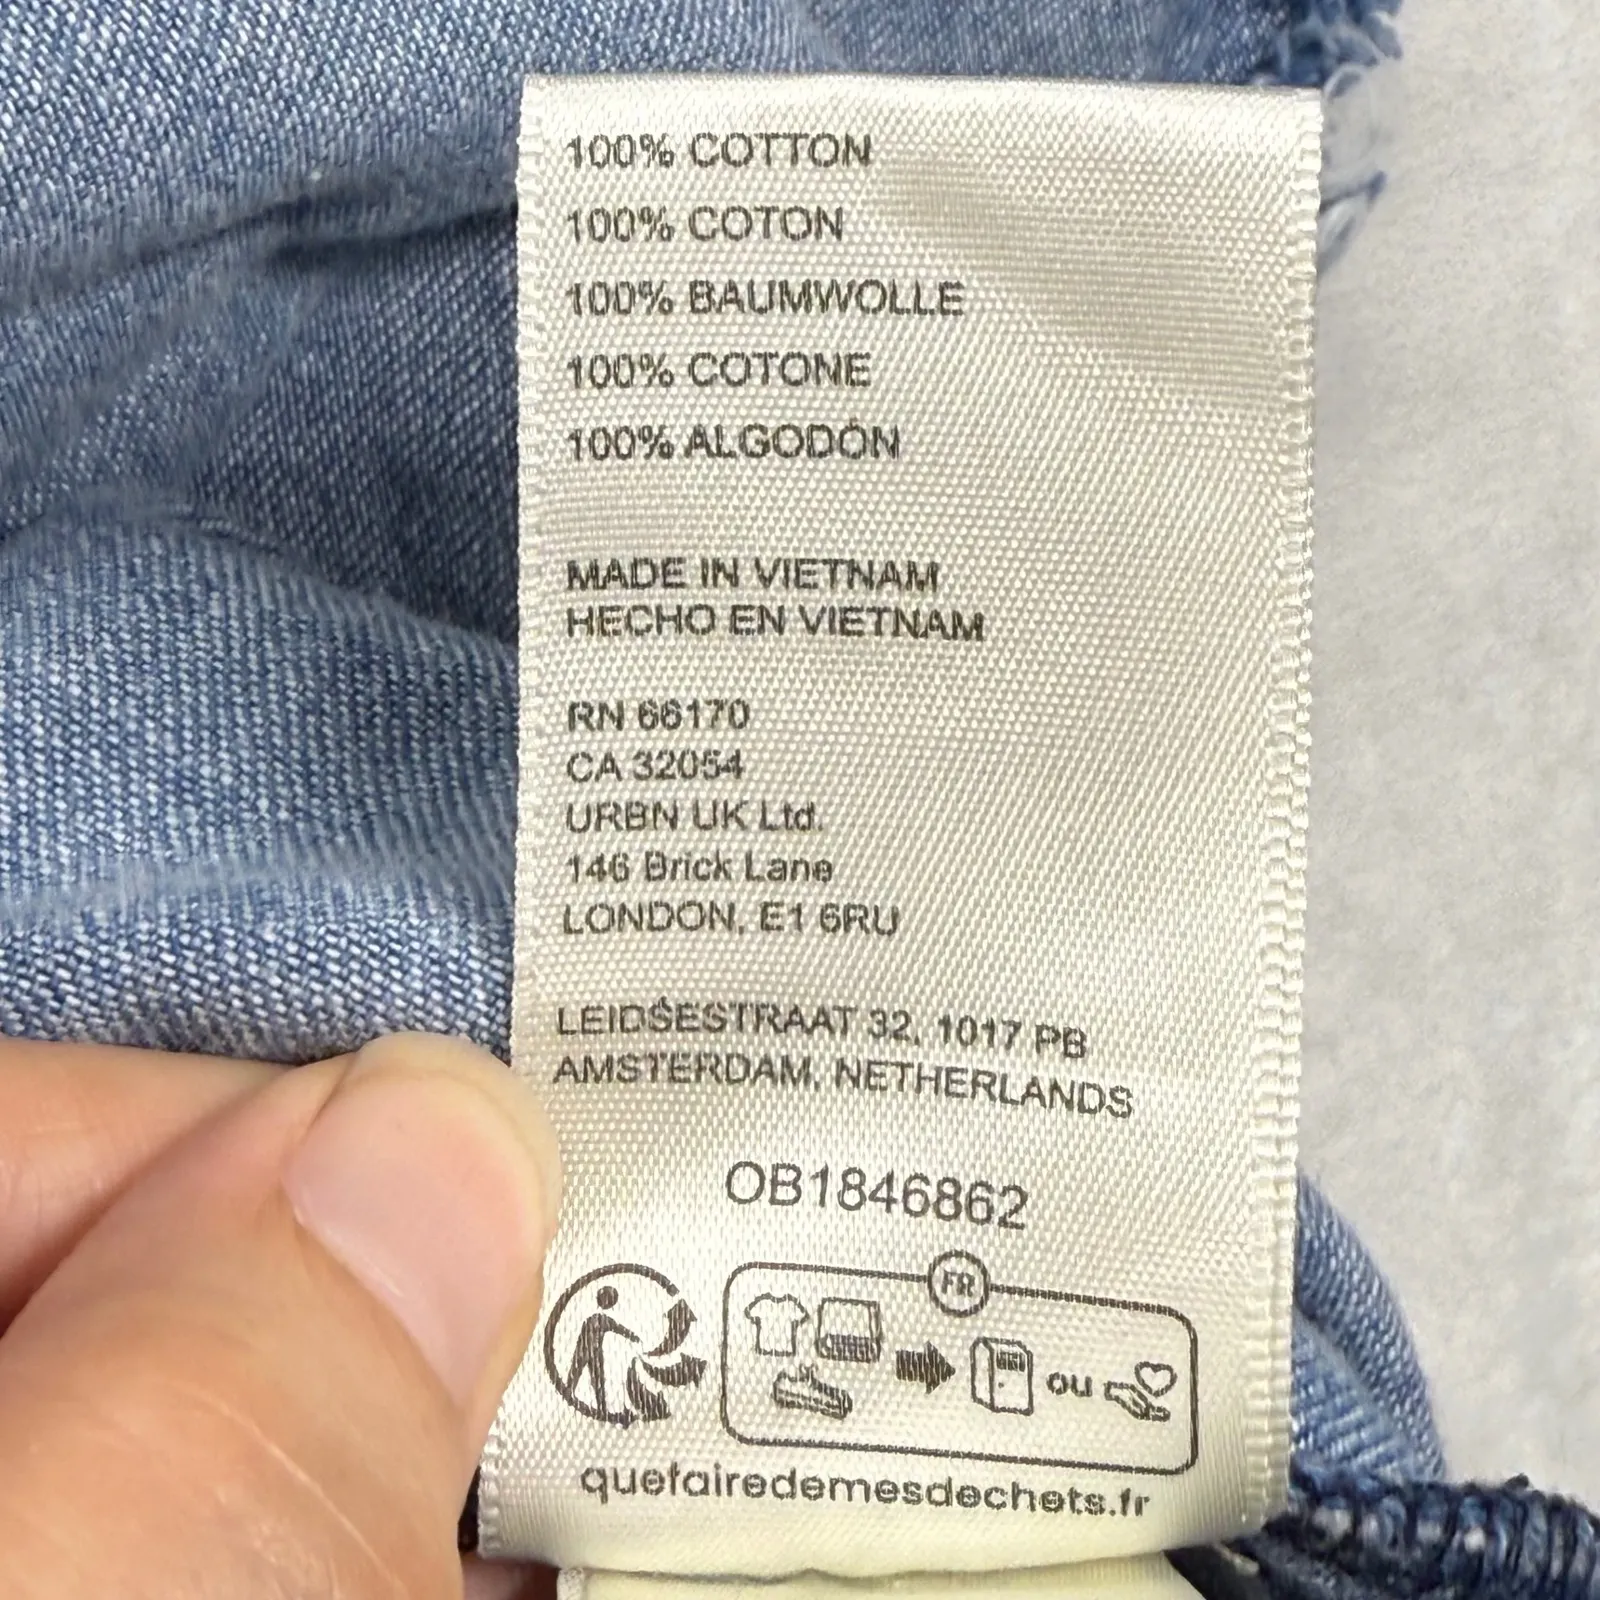 100% COTTON
100% COTON
100% BAUMWOLLE
100% COTONE
100% ALGODÓN
MADE IN VIETNAM
HECHO EN VIETNAM
RN 66170
CA 32054
URBN UK Ltd.
146 Brick Lane
LONDON, E1 6RU
LEIDSESTRAAT 32, 1017 PB
AMSTERDAM, NETHERLANDS
OB1846862
FR
ou
quefairedemesdechets.fr